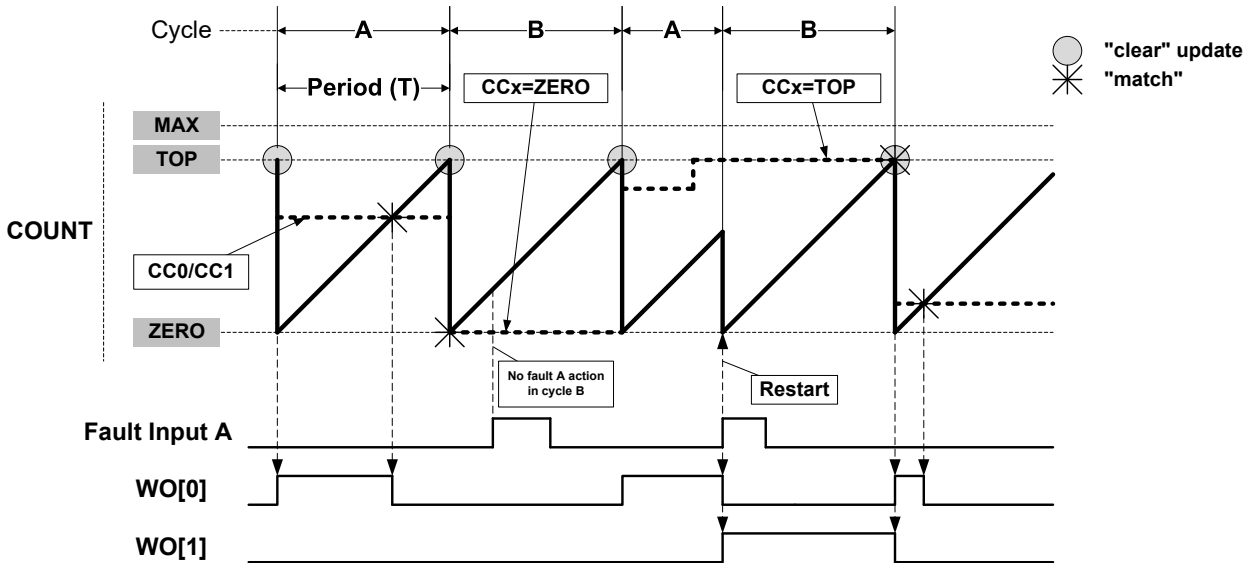 Cycle
A
B
A
B
"clear" update
"match"
Period (T)
CCx=ZERO
CCx=TOP
MAX
TOP
COUNT
CC0/CC1
ZERO
No fault A action
in cycle B
Restart
Fault Input A
WO[0]
WO[1]